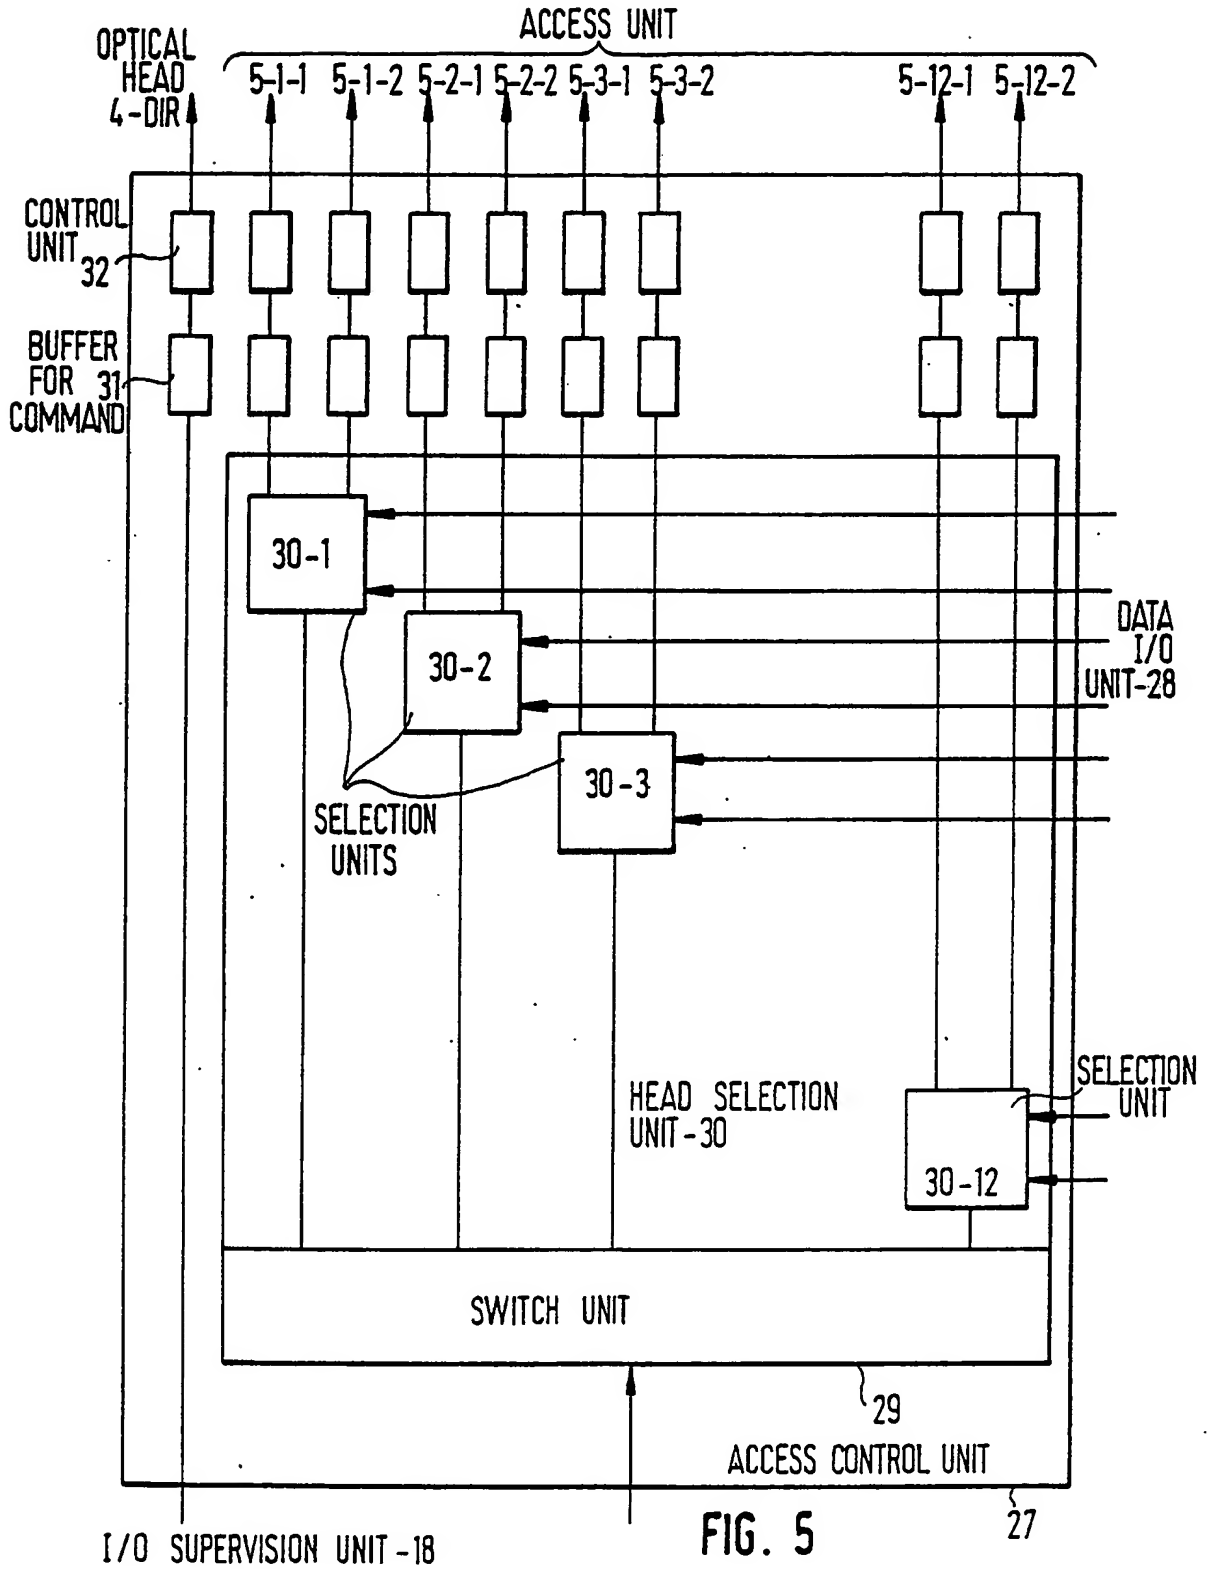 ACCESS UNIT
OPTICAL
HEAD
4-DIR
5-1-1 5-1-2 5-2-1 5-2-2 5-3-1 5-3-2 5-12-1 5-12-2
CONTROL
UNIT
32
BUFFER
FOR 31
COMMAND
30-1
DATA
I/O
UNIT-28
30-2
30-3
SELECTION
UNITS
SELECTION
UNIT
HEAD SELECTION
UNIT-30
30-12
SWITCH UNIT
29
ACCESS CONTROL UNIT
27
FIG. 5
I/O SUPERVISION UNIT-18